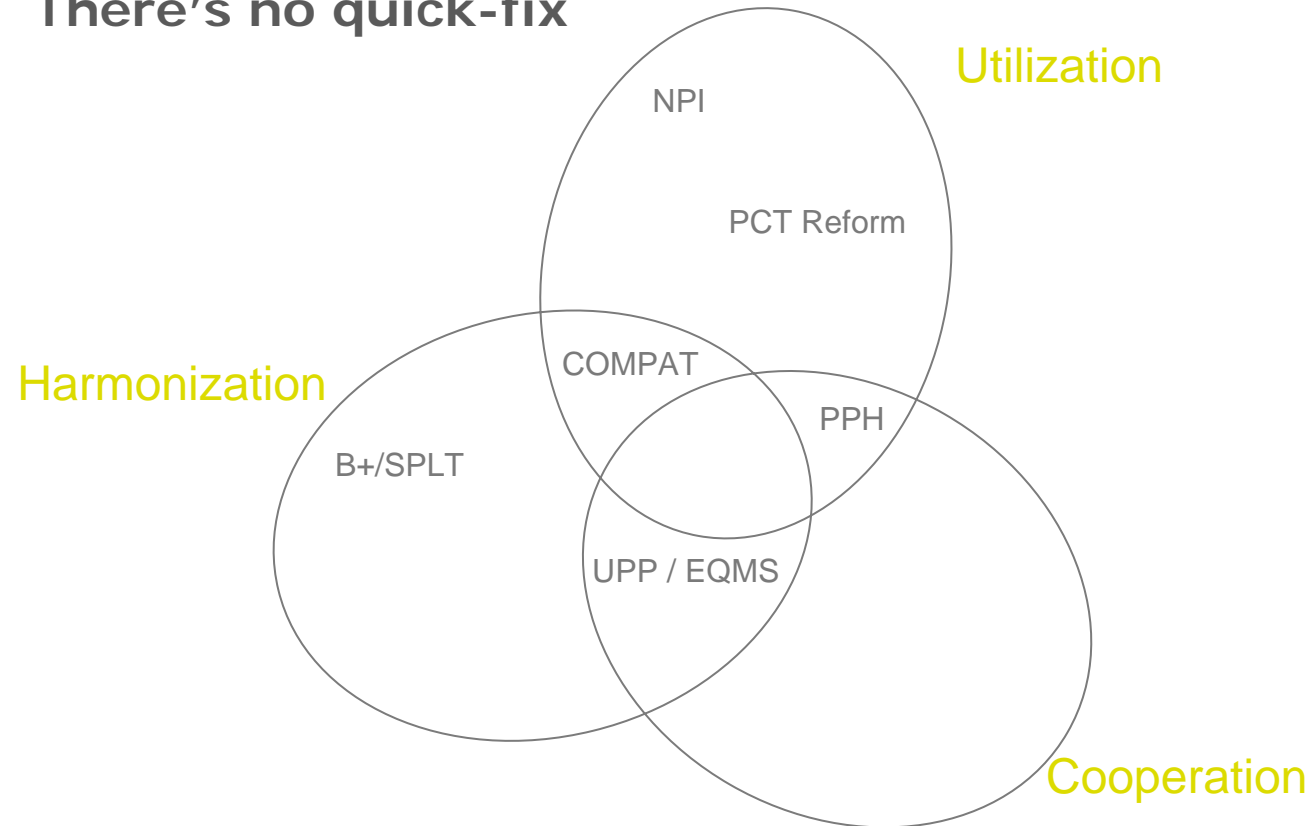 There's no quick-fix
Utilization
NPI
PCT Reform
COMPAT
Harmonization
PPH
B+/SPLT
UPP / EQMS
Cooperation